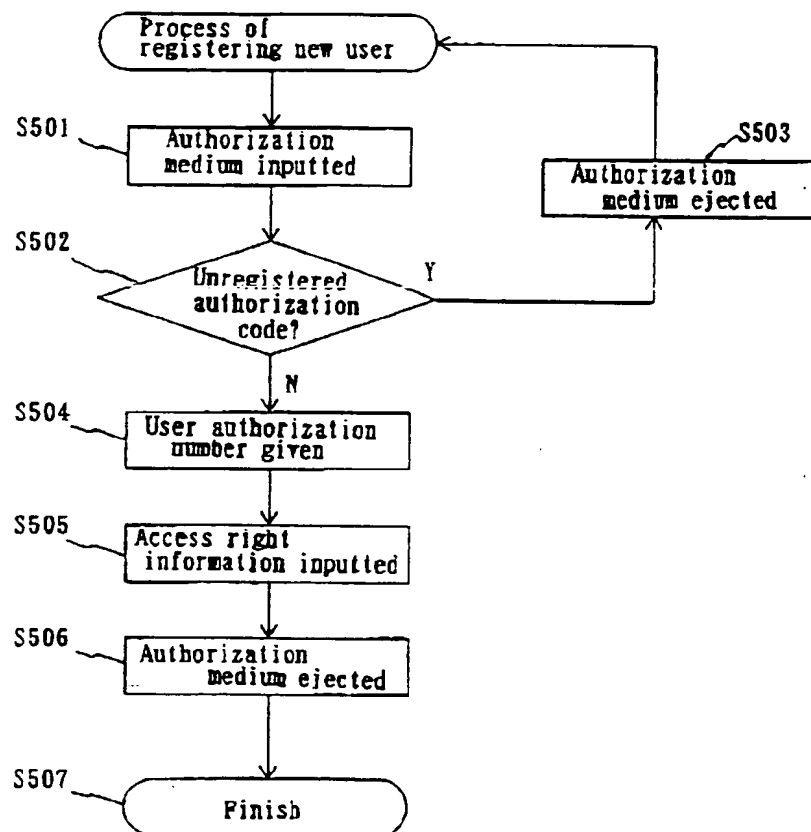 Process of
registering new user
S501
Authorization
medium inputted
S503
Authorization
medium ejected
S502
Unregistered
authorization
code?
Y
N
S504
User authorization
number given
S505
Access right
information inputted
S506
Authorization
medium ejected
S507
Finish